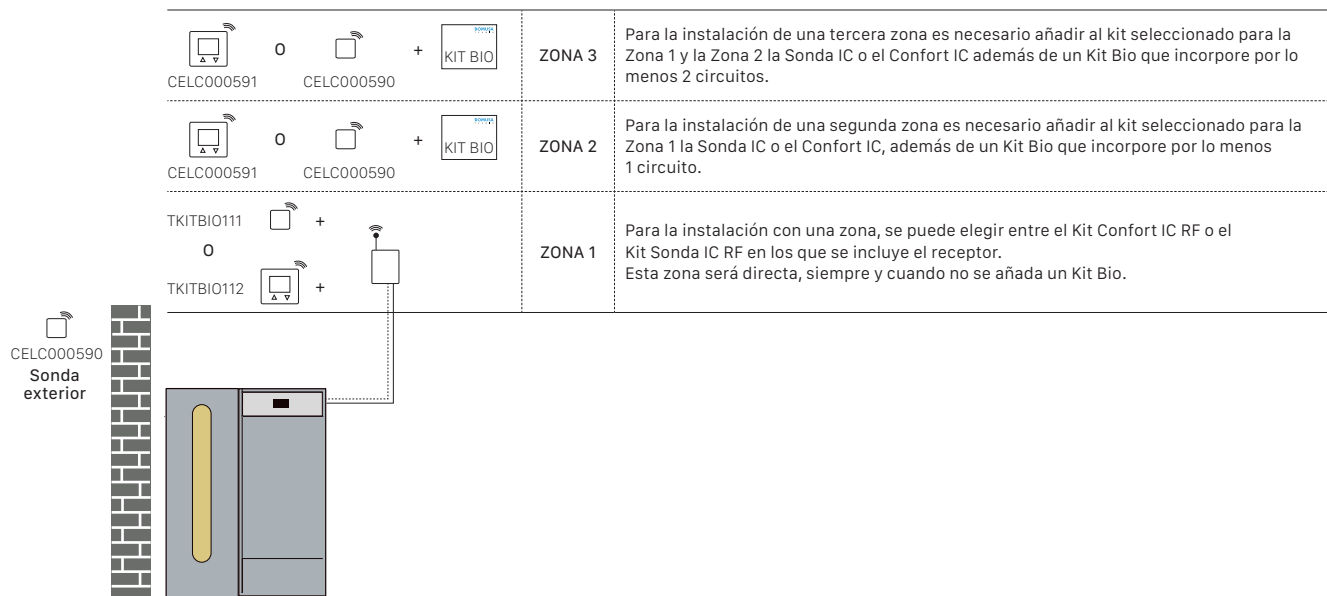 CELC000591
O
CELC000590
+
DOMUSA
KIT BIO
ZONA 3
Para la instalación de una tercera zona es necesario añadir al kit seleccionado para la
Zona 1 y la Zona 2 la Sonda IC o el Confort IC además de un Kit Bio que incorpore por lo
menos 2 circuitos.
CELC000591
O
CELC000590
+
DOMUSA
KIT BIO
ZONA 2
Para la instalación de una segunda zona es necesario añadir al kit seleccionado para la
Zona 1 la Sonda IC o el Confort IC, además de un Kit Bio que incorpore por lo menos
1 circuito.
TKITBIO111
+
O
TKITBIO112
+
ZONA 1
Para la instalación con una zona, se puede elegir entre el Kit Confort IC RF o el
Kit Sonda IC RF en los que se incluye el receptor.
Esta zona será directa, siempre y cuando no se añada un Kit Bio.
CELC000590
Sonda
exterior